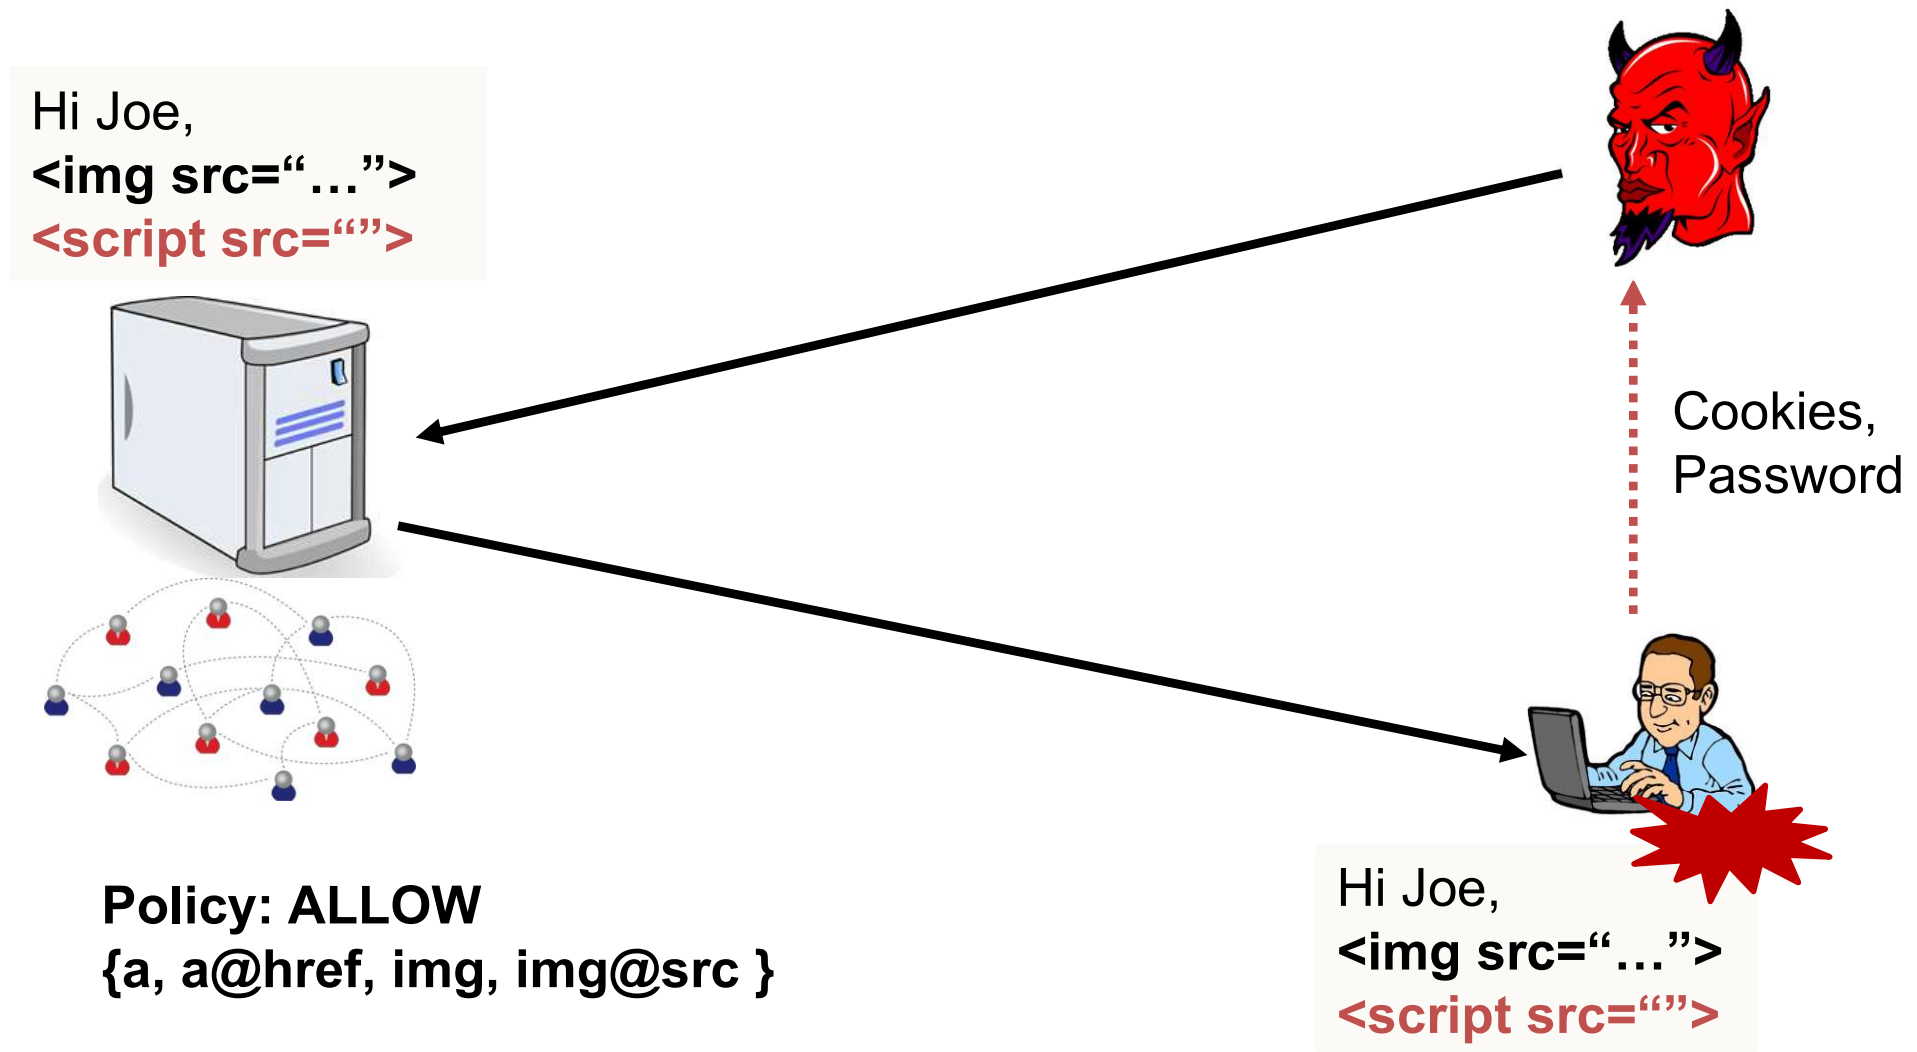 Hi Joe,
<img src=“…”>
<script src=“”>
Cookies,
Password
Policy: ALLOW
{a, a@href, img, img@src }
Hi Joe,
<img src=“…”>
<script src=“”>